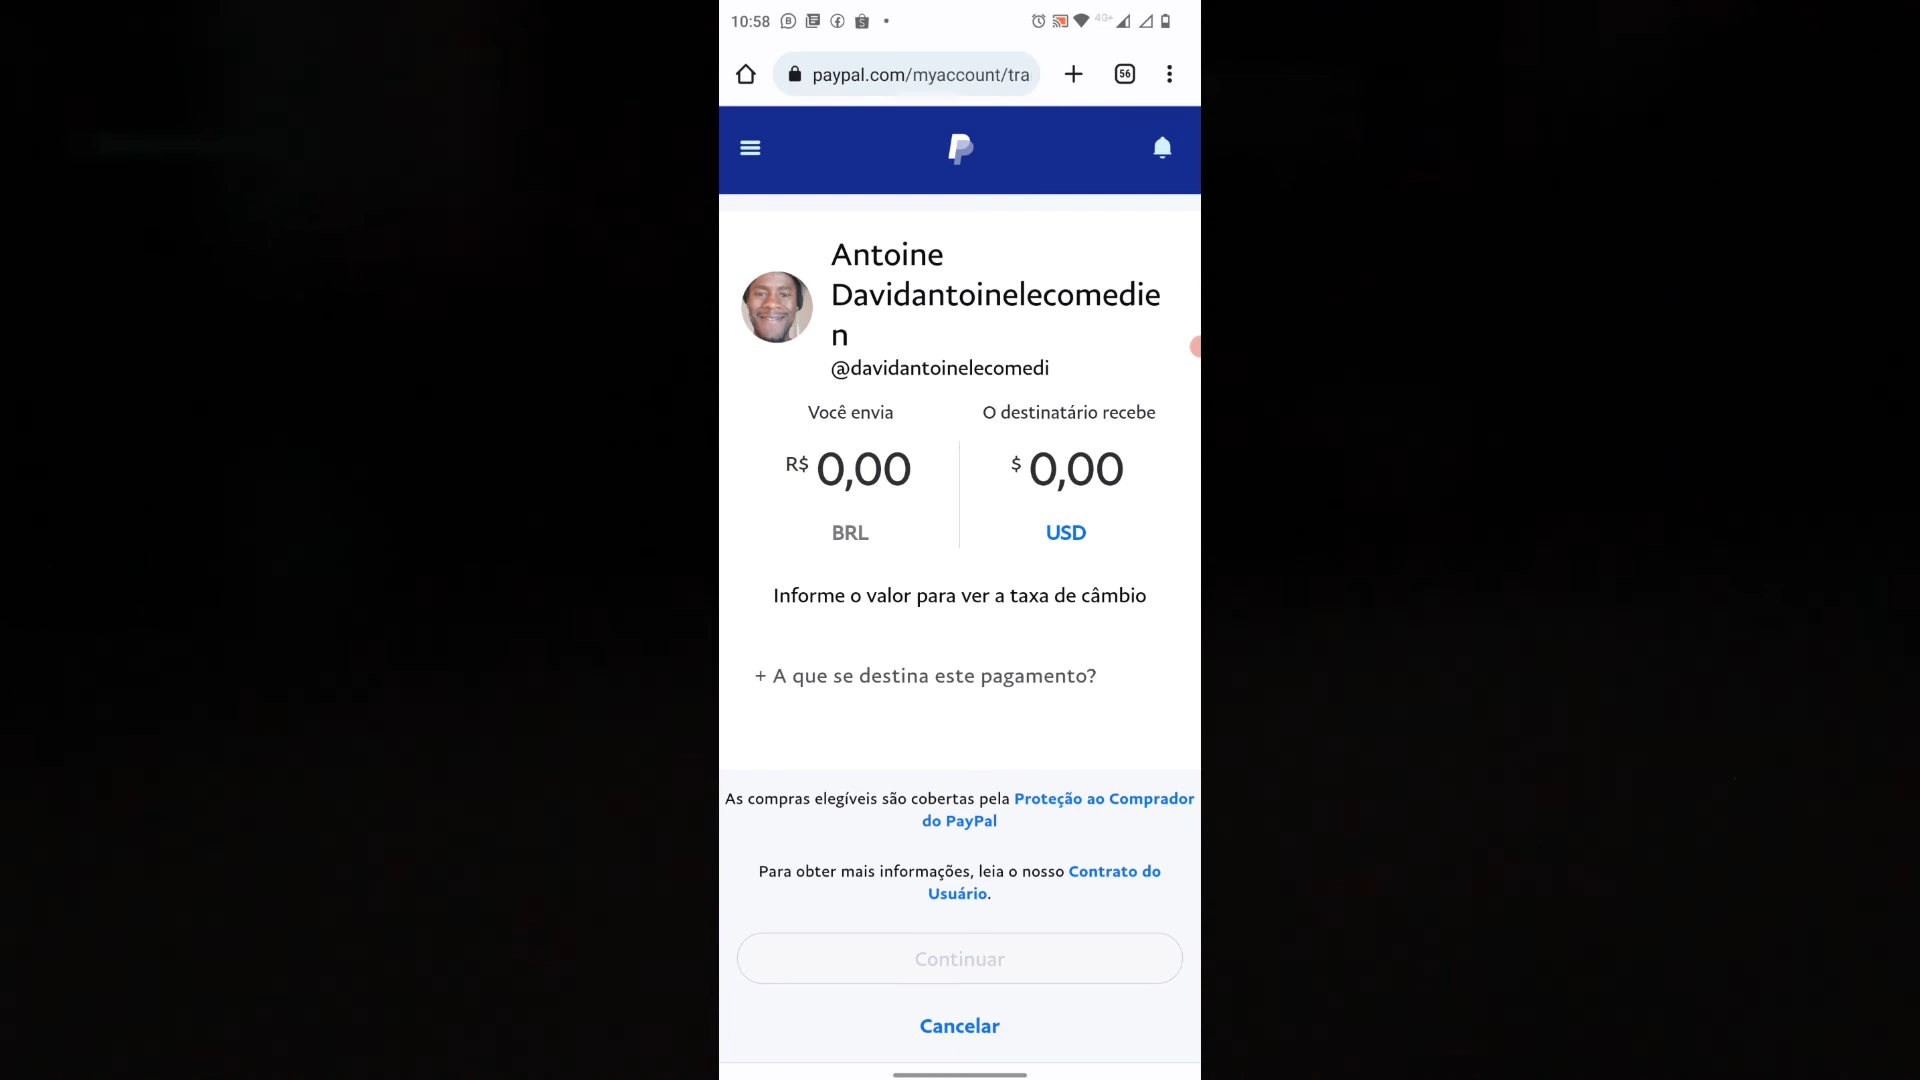 10:58
4G+
paypal.com/myaccount/tra
56
Antoine
Davidantoinelecomedie
n
@davidantoinelecomedi
Você envia
O destinatário recebe
R$ 0,00
$ 0,00
BRL
USD
Informe o valor para ver a taxa de câmbio
+ A que se destina este pagamento?
As compras elegíveis são cobertas pela Proteção ao Comprador
do PayPal
Para obter mais informações, leia o nosso Contrato do
Usuário.
Continuar
Cancelar